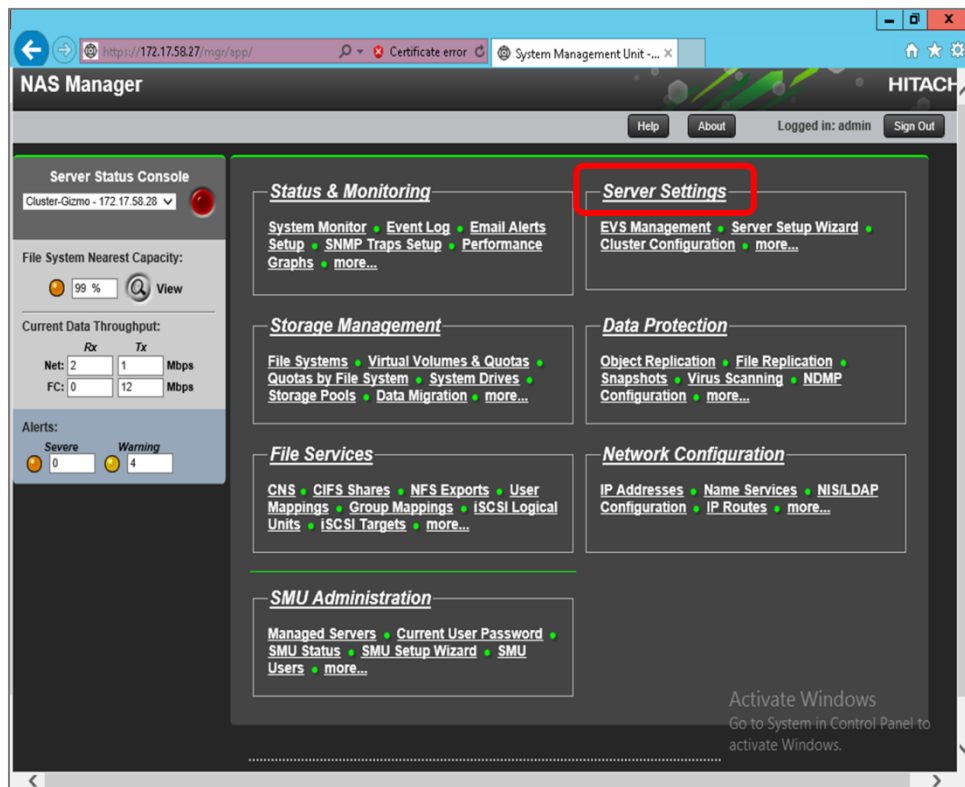 https://172.17.58.27/mgr/app/
Certificate error
System Management Unit -...
NAS Manager
HITACH
Help
About
Logged in: admin
Sign Out
Server Status Console
Cluster-Gizmo - 172.17.58.28
File System Nearest Capacity:
99 %
View
Current Data Throughput:
Rx Tx
Net: 2 1 Mbps
FC: 0 12 Mbps
Alerts:
Severe Warning
0 4
Status & Monitoring
System Monitor Event Log Email Alerts
Setup SNMP Traps Setup Performance
Graphs more...
Server Settings
EVS Management Server Setup Wizard
Cluster Configuration more...
Storage Management
File Systems Virtual Volumes & Quotas
Quotas by File System System Drives
Storage Pools Data Migration more...
Data Protection
Object Replication File Replication
Snapshots Virus Scanning NDMP
Configuration more...
File Services
CNS CIFS Shares NFS Exports User
Mappings Group Mappings iSCSI Logical
Units iSCSI Targets more...
Network Configuration
IP Addresses Name Services NIS/LDAP
Configuration IP Routes more...
SMU Administration
Managed Servers Current User Password
SMU Status SMU Setup Wizard SMU
Users more...
Activate Windows
Go to System in Control Panel to
activate Windows.